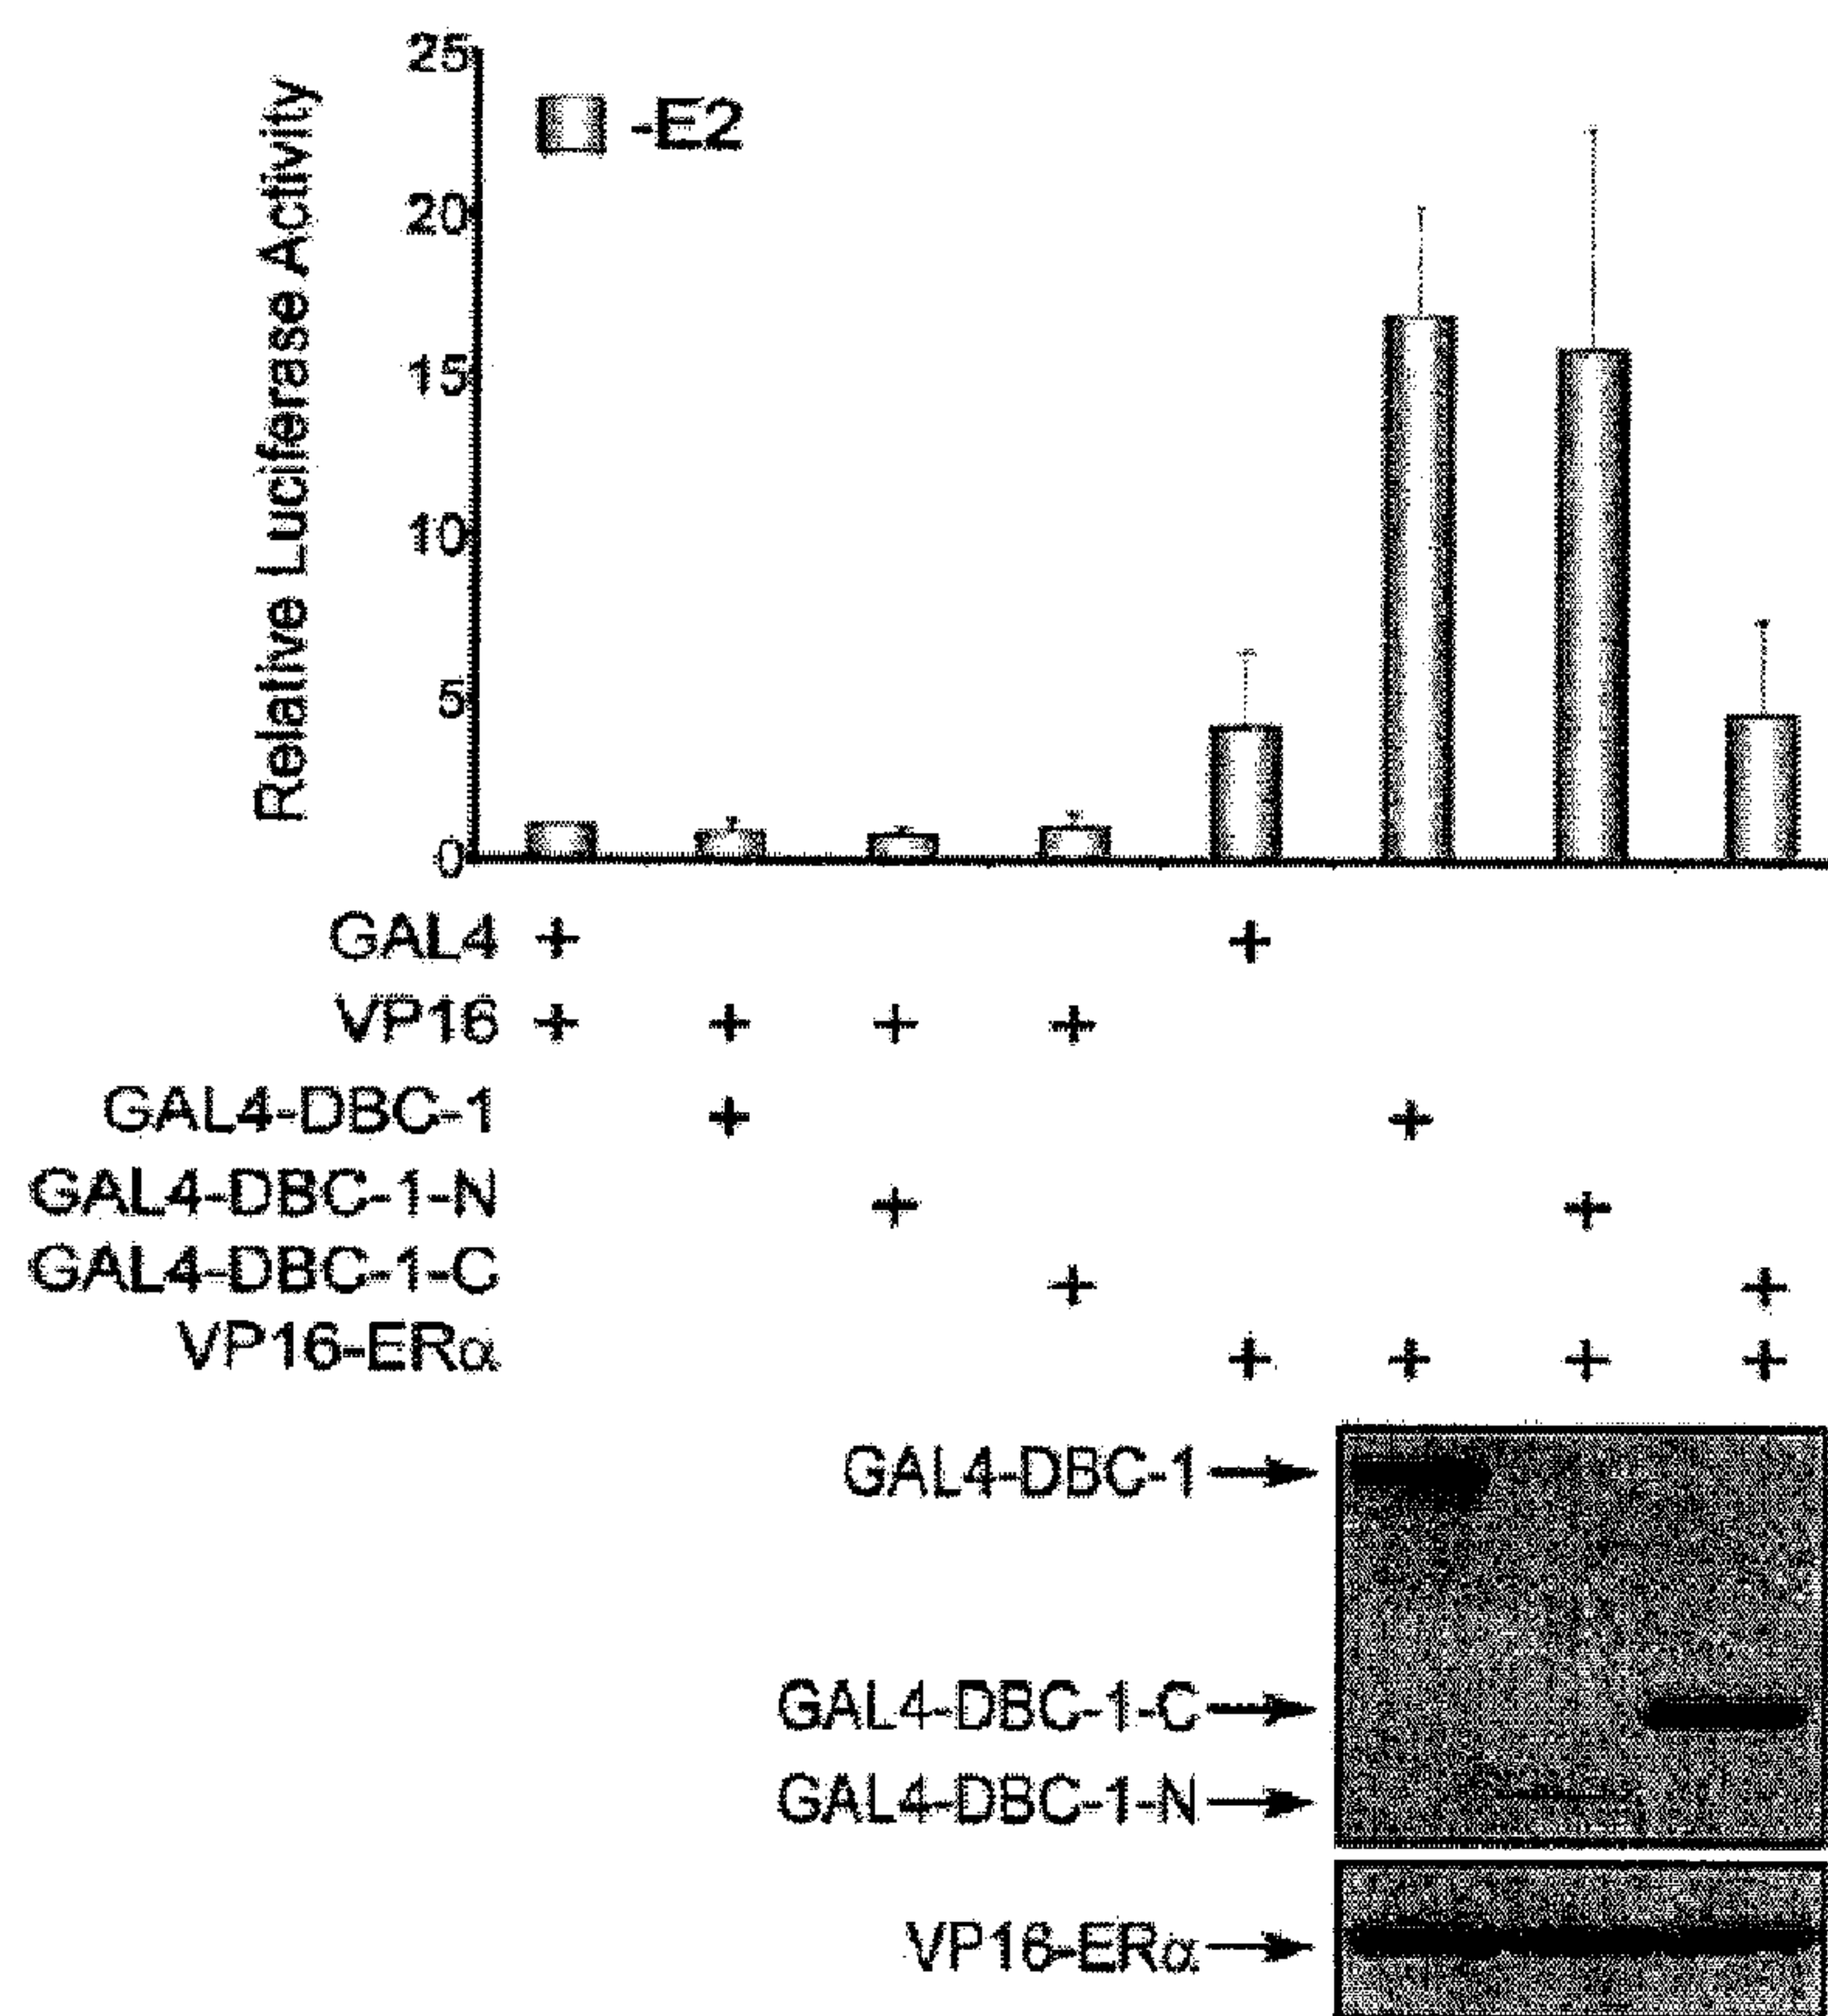 Relative Luciferase Activity
25
20
15
10
5
0
-E2
GAL4 + +
VP16 + + + +
GAL4-DBC-1 + +
GAL4-DBC-1-N + +
GAL4-DBC-1-C + +
VP16-ERα + + + +
GAL4-DBC-1
GAL4-DBC-1-C
GAL4-DBC-1-N
VP16-ERα